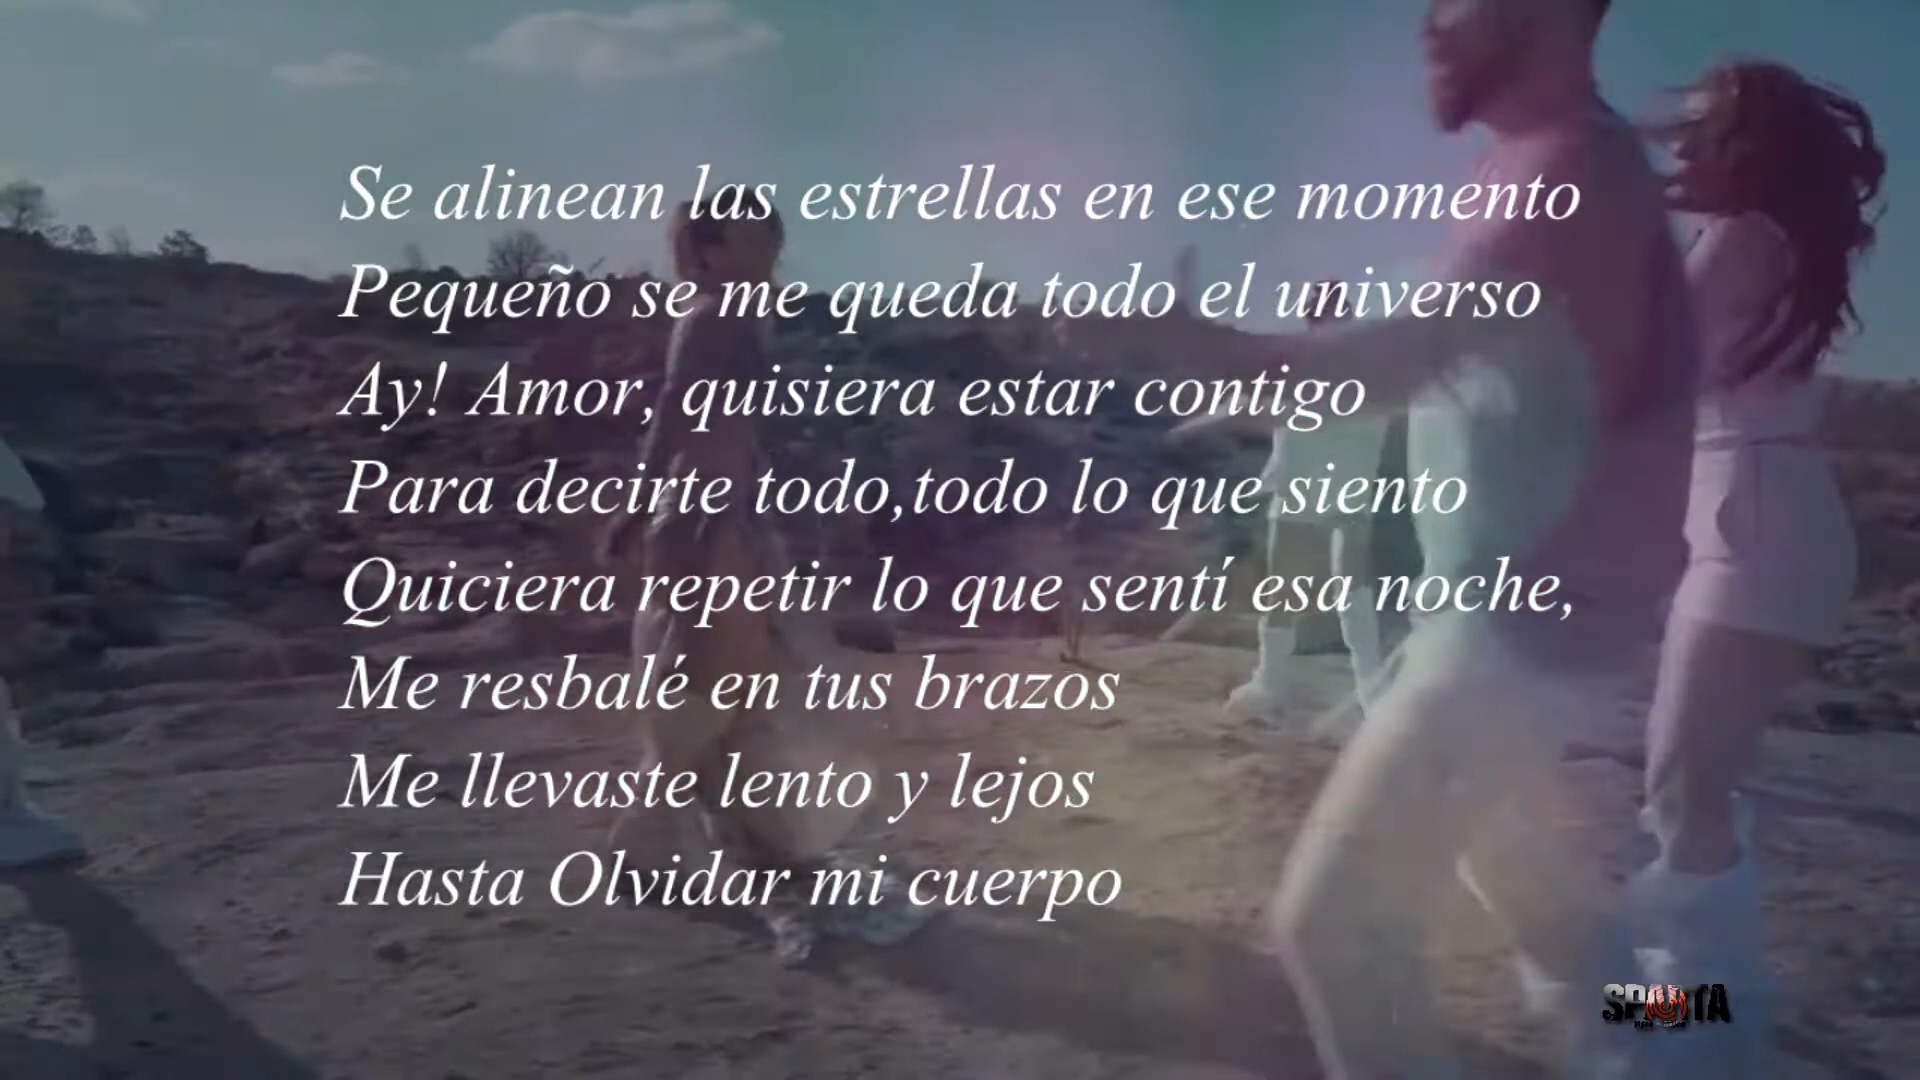 Se alinean las estrellas en ese momento
Pequeño se me queda todo el universo
Ay! Amor, quisiera estar contigo
Para decirte todo,todo lo que siento
Quiciera repetir lo que sentí esa noche,
Me resbalé en tus brazos
Me llevaste lento y lejos
Hasta Olvidar mi cuerpo
SPARTA